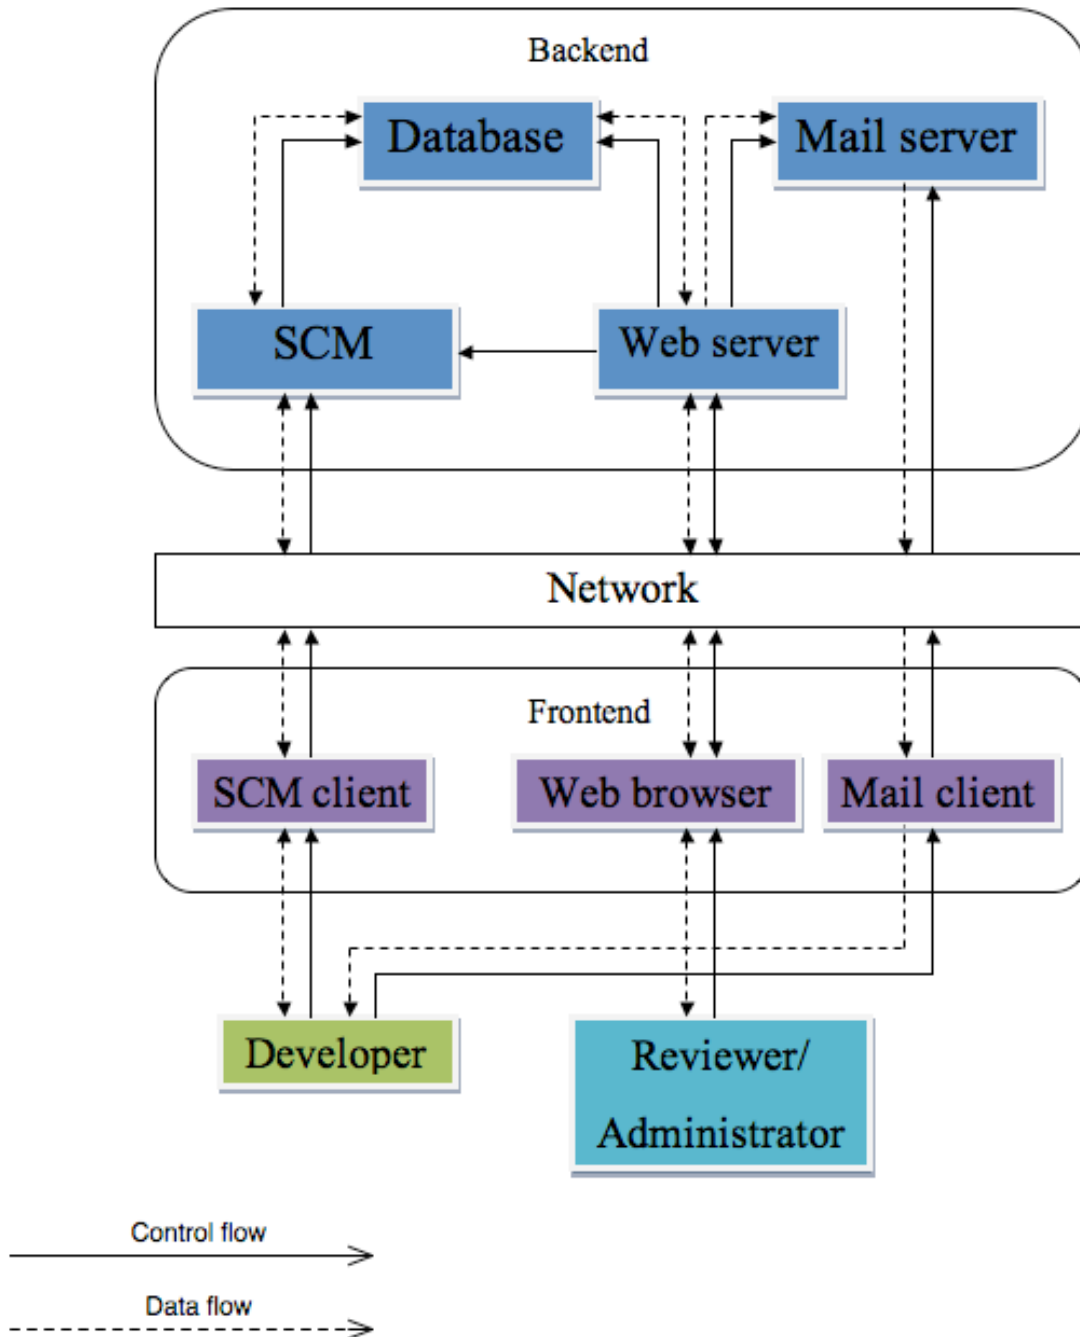 Backend
Database
Mail server
SCM
Web server
Network
Frontend
SCM client
Web browser
Mail client
Developer
Reviewer/
Administrator
Control flow
Data flow